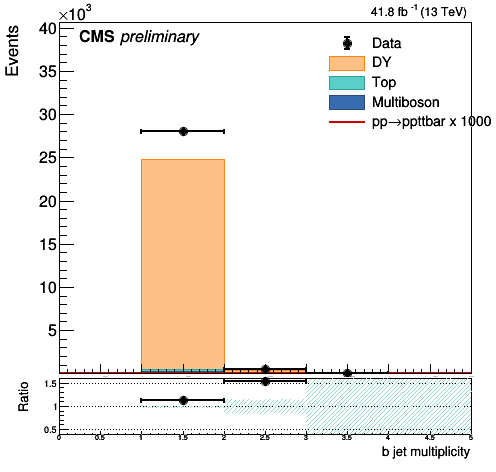 ×10³
41.8 fb ⁻¹ (13 TeV)
CMS preliminary
Events
40
35
30
25
20
15
10
5
Data
DY
Top
Multiboson
pp→ppttbar x 1000
Ratio
1.5
1
0.5
0 0.5 1 1.5 2 2.5 3 3.5 4 4.5 5
b jet multiplicity